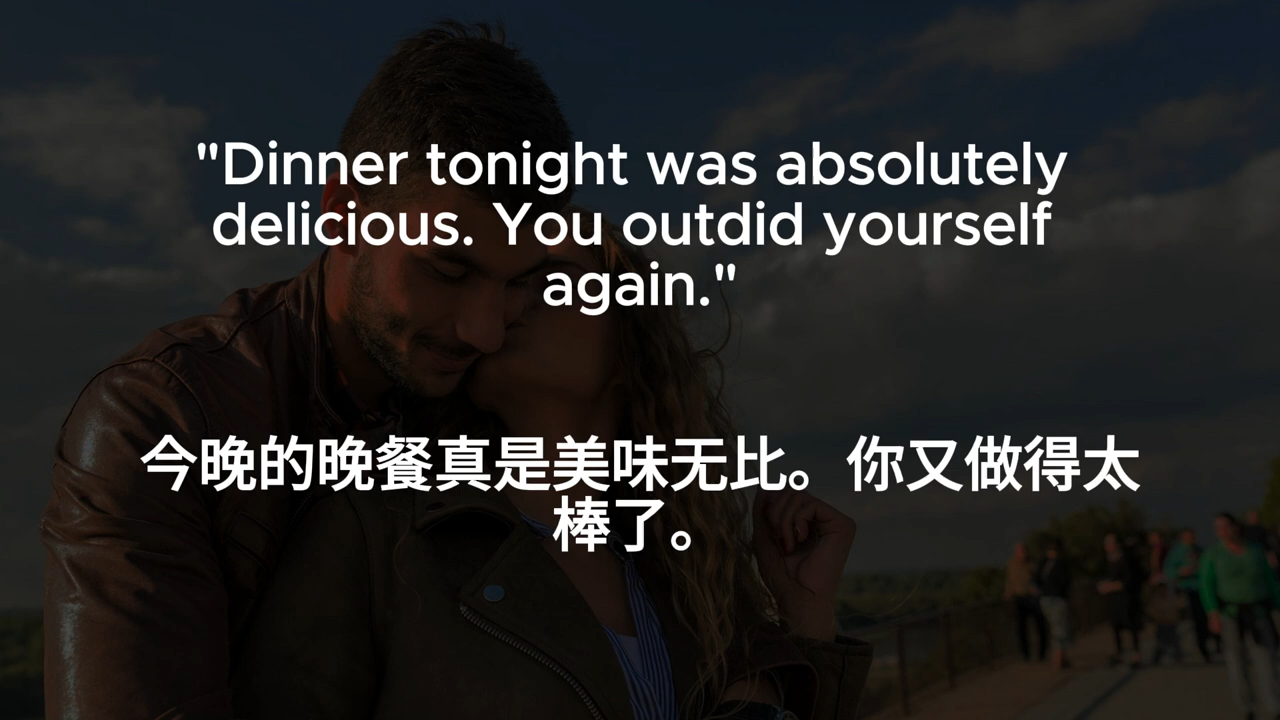 "Dinner tonight was absolutely
delicious. You outdid yourself
again."
今晚的晚餐真是美味无比。你又做得太
棒了。